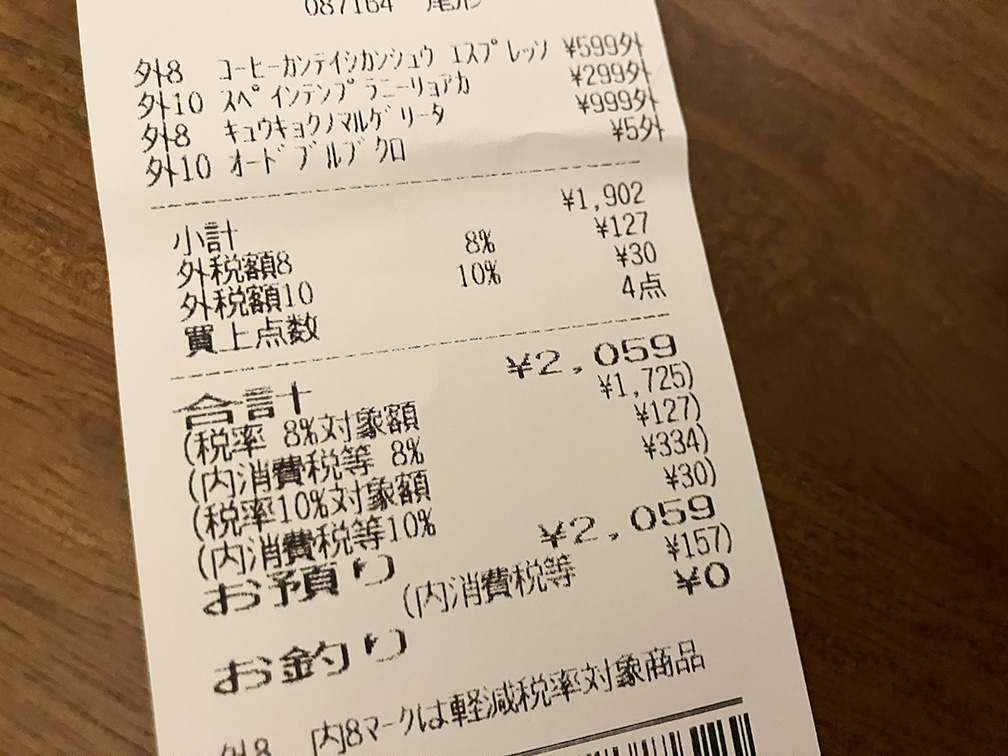 087164 尾形
外8 コーヒーガンテイシカンシュウ エスプレッソ ¥599外
外10 スペインテンプラニーリョアカ ¥299外
外8 キュウキョクノマルゲリータ ¥999外
外10 オードブルブクロ ¥5外
小計 ¥1,902
外税額8 8% ¥127
外税額10 10% ¥30
買上点数 4点
合計 ¥2,059
(税率 8%対象額 ¥1,725)
(内消費税等 8% ¥127)
(税率10%対象額 ¥334)
(内消費税等10% ¥30)
お預り ¥2,059
(内消費税等 ¥157)
お釣り ¥0
外8 内8マークは軽減税率対象商品